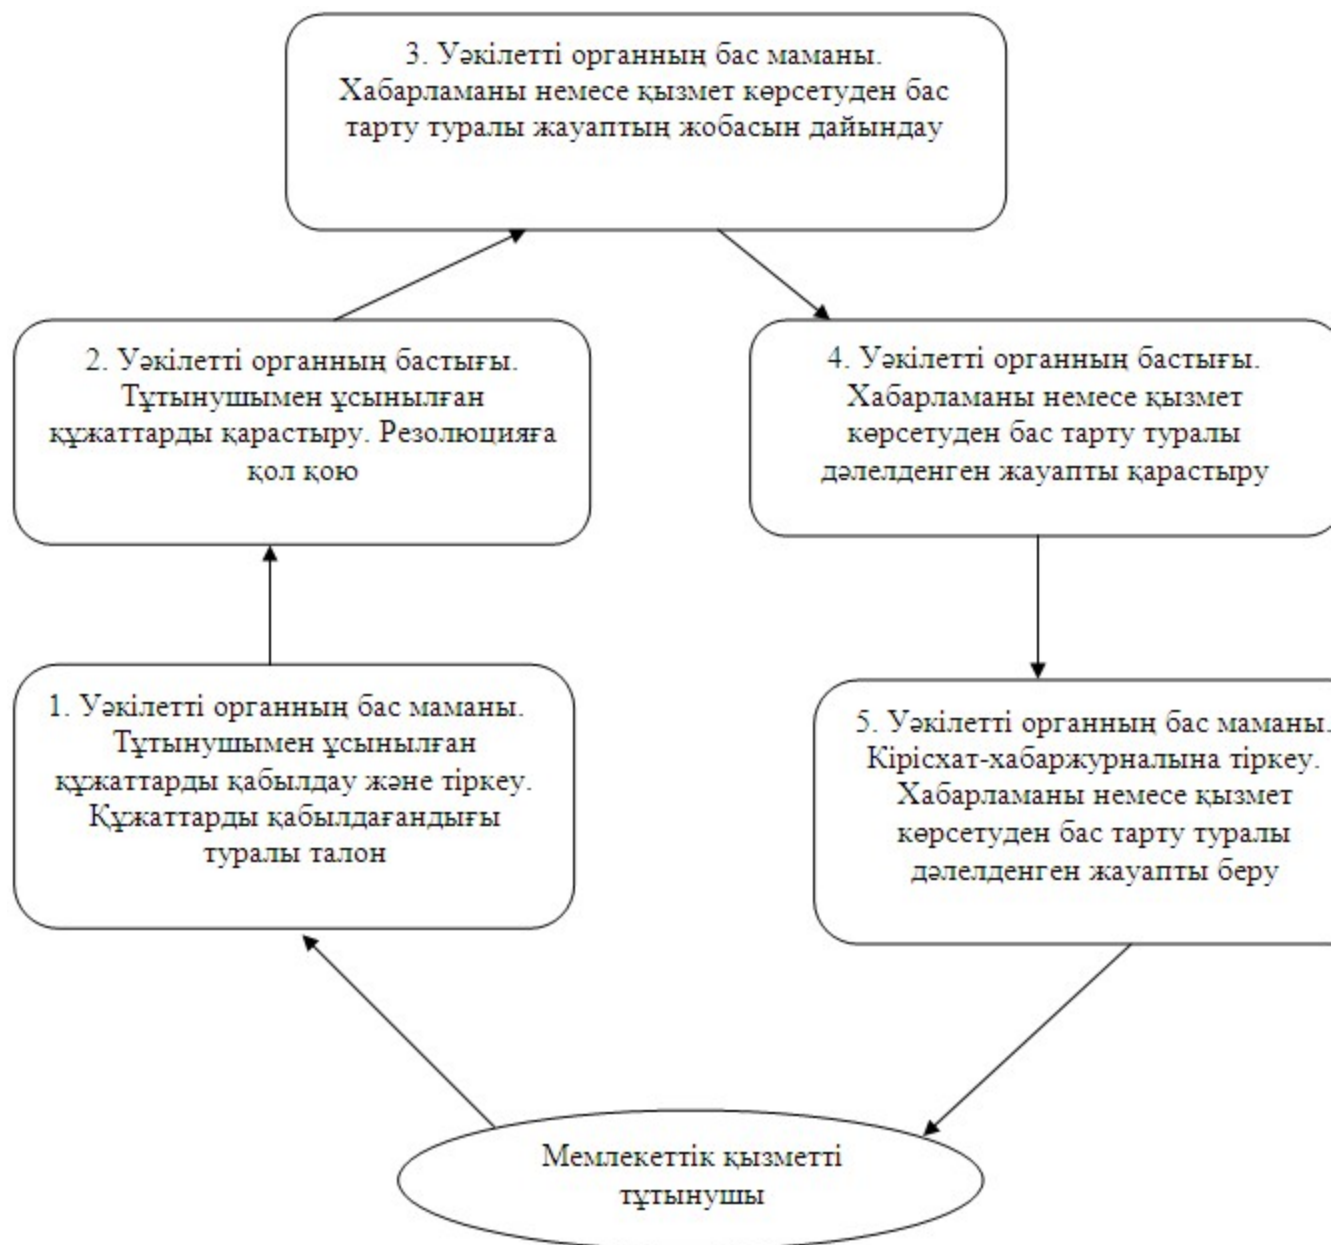 3. Уәкілетті органның бас маманы.
Хабарламаны немесе қызмет көрсетуден бас
тарту туралы жауаптың жобасын дайындау
2. Уәкілетті органның бастығы.
Тұтынушымен ұсынылған
құжаттарды қарастыру. Резолюцияға
қол қою
4. Уәкілетті органның бастығы.
Хабарламаны немесе қызмет
көрсетуден бас тарту туралы
дәлелденген жауапты қарастыру
1. Уәкілетті органның бас маманы.
Тұтынушымен ұсынылған
құжаттарды қабылдау және тіркеу.
Құжаттарды қабылдағандығы
туралы талон
5. Уәкілетті органның бас маманы.
Кірісхат-хабаржурналына тіркеу.
Хабарламаны немесе қызмет
көрсетуден бас тарту туралы
дәлелденген жауапты беру
Мемлекеттік қызметті
тұтынушы